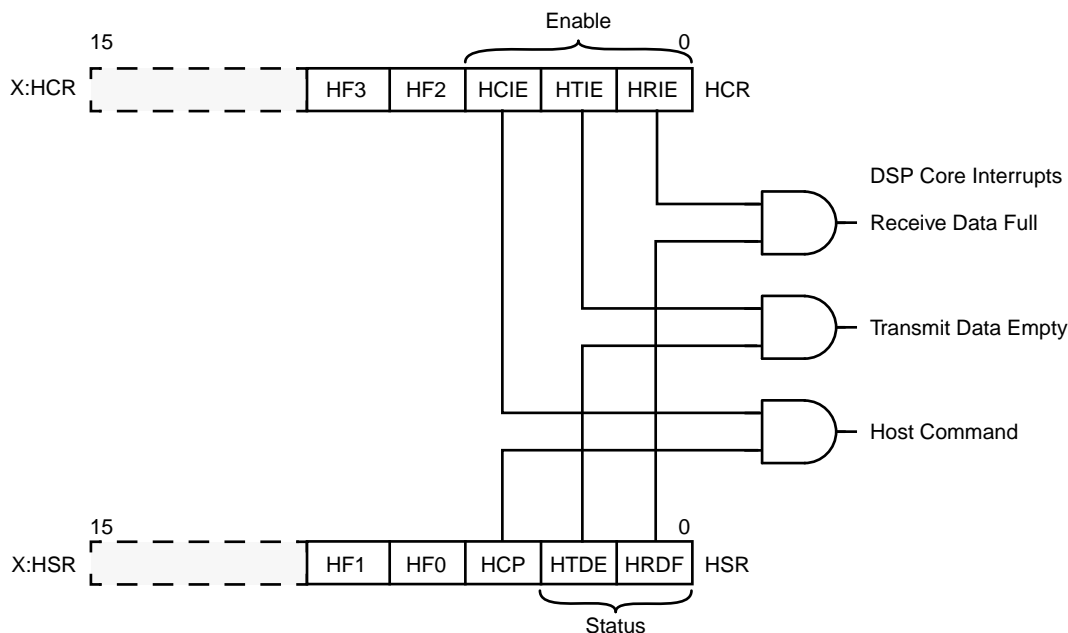 Enable
15 0
X:HCR HF3 HF2 HCIE HTIE HRIE HCR
DSP Core Interrupts
Receive Data Full
Transmit Data Empty
Host Command
15 0
X:HSR HF1 HF0 HCP HTDE HRDF HSR
Status